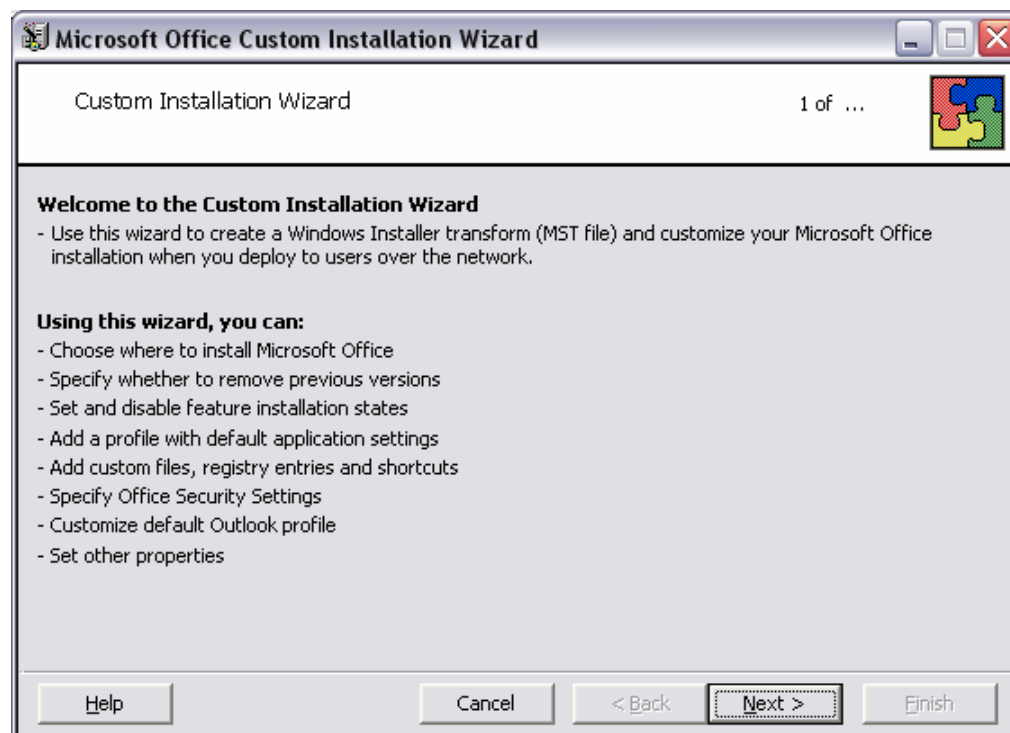 Microsoft Office Custom Installation Wizard
Custom Installation Wizard
1 of ...
Welcome to the Custom Installation Wizard
- Use this wizard to create a Windows Installer transform (MST file) and customize your Microsoft Office
installation when you deploy to users over the network.
Using this wizard, you can:
- Choose where to install Microsoft Office
- Specify whether to remove previous versions
- Set and disable feature installation states
- Add a profile with default application settings
- Add custom files, registry entries and shortcuts
- Specify Office Security Settings
- Customize default Outlook profile
- Set other properties
Help
Cancel
< Back
Next >
Finish